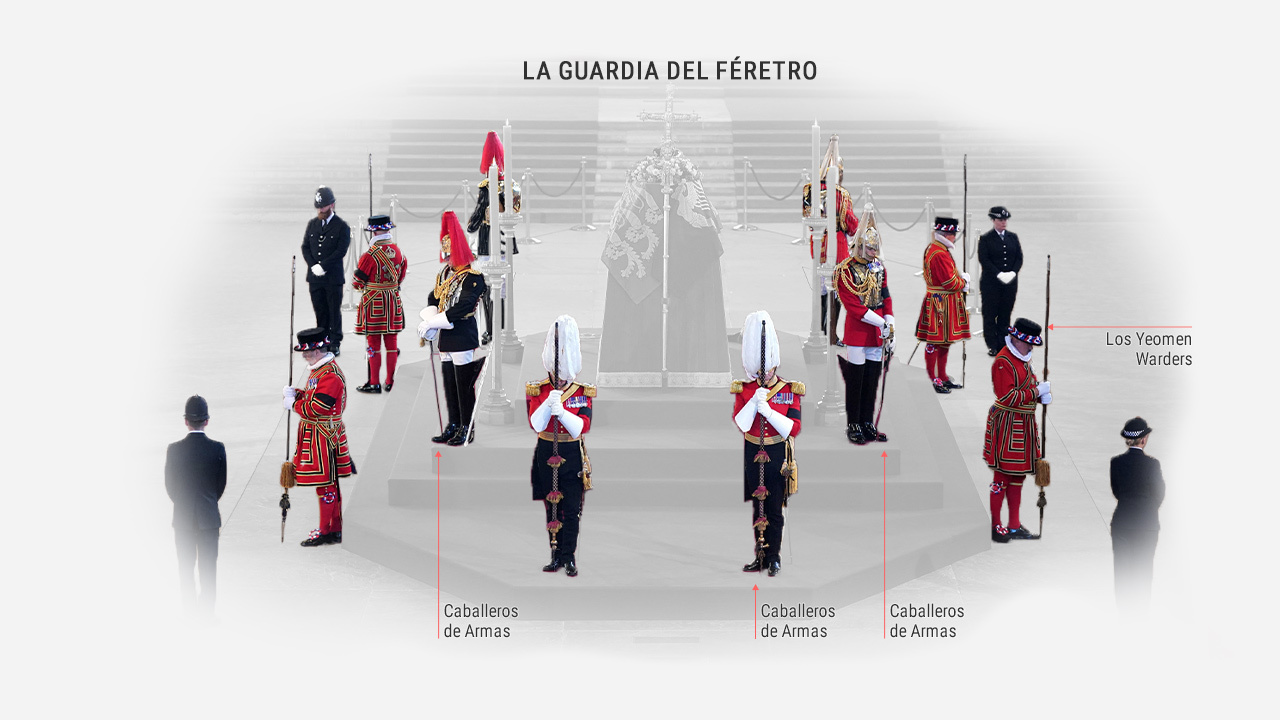 LA GUARDIA DEL FÉRETRO
Los Yeomen
Warders
Caballeros
de Armas
Caballeros
de Armas
Caballeros
de Armas